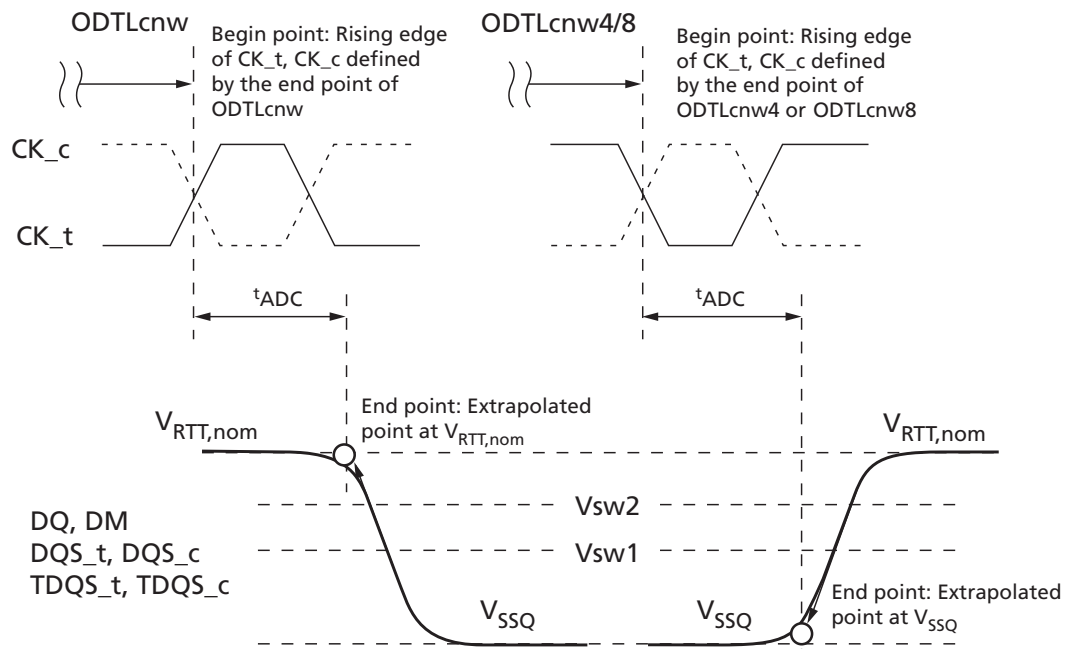 ODTLcnw
Begin point: Rising edge
of CK_t, CK_c defined
by the end point of
ODTLcnw
ODTLcnw4/8
Begin point: Rising edge
of CK_t, CK_c defined
by the end point of
ODTLcnw4 or ODTLcnw8
CK_c
CK_t
tADC
tADC
VRTT,nom
End point: Extrapolated
point at VRTT,nom
VRTT,nom
Vsw2
DQ, DM
DQS_t, DQS_c
TDQS_t, TDQS_c
Vsw1
VSSQ
VSSQ
End point: Extrapolated
point at VSSQ